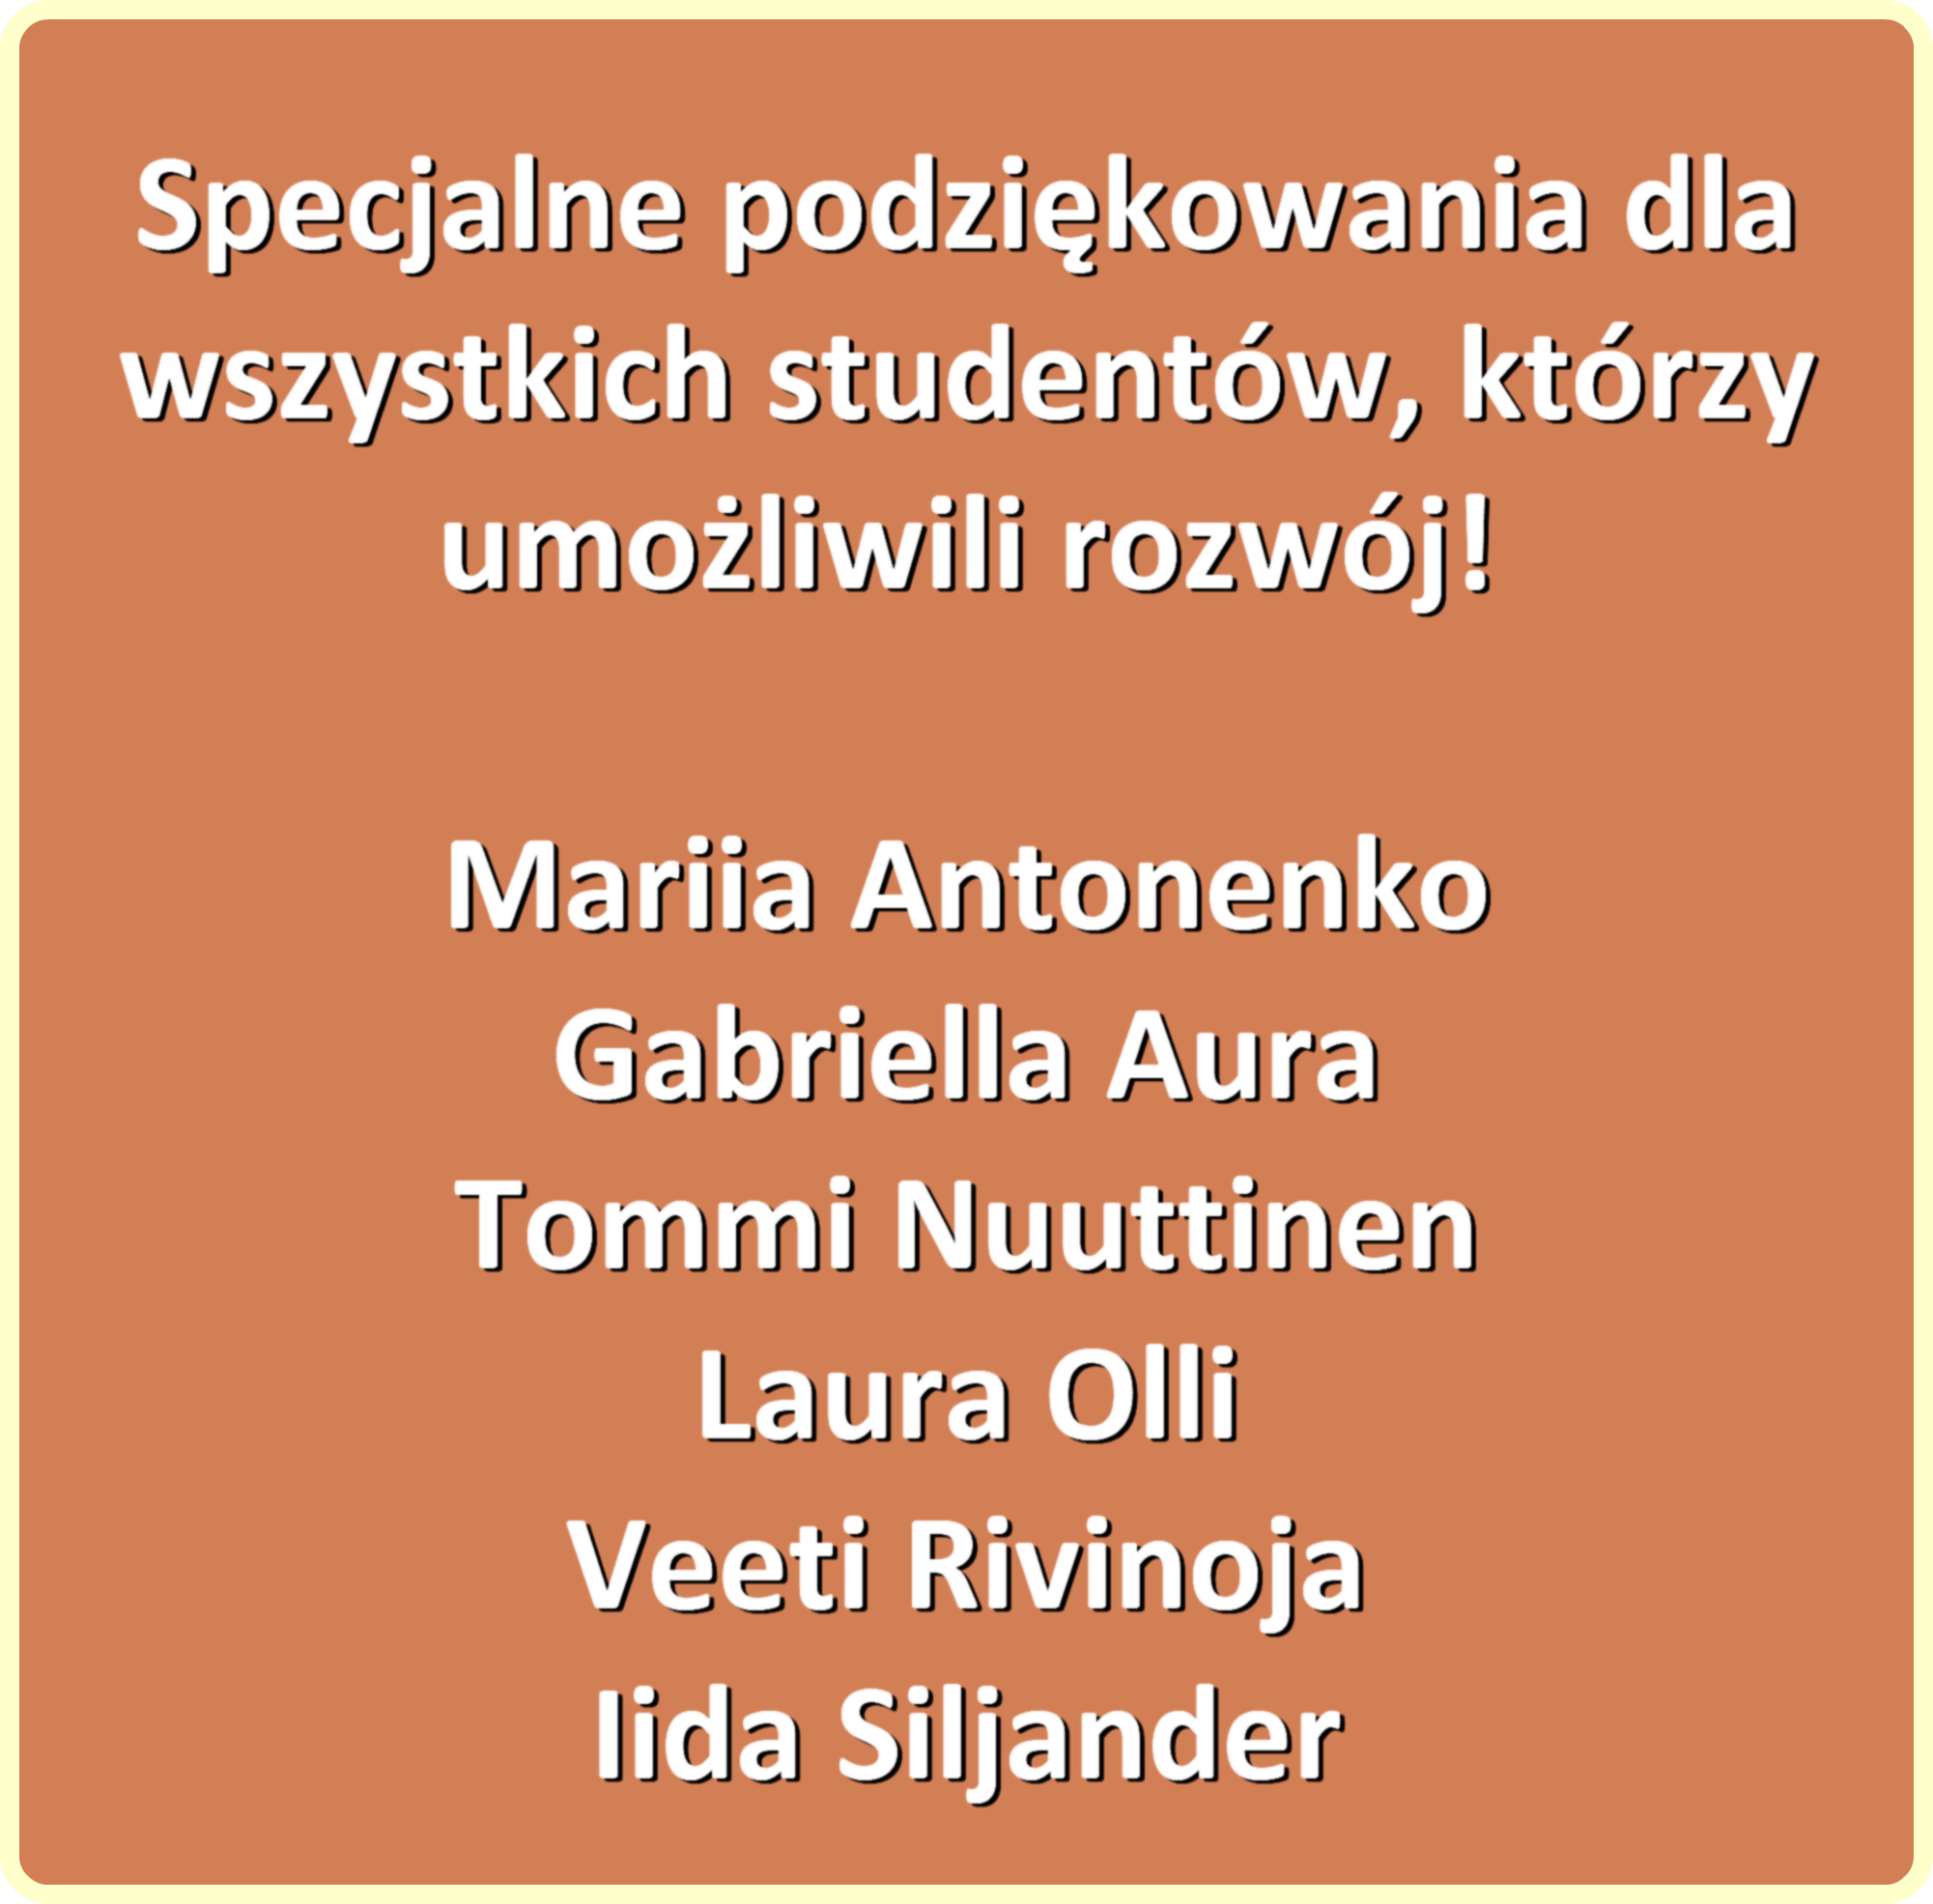 Specjalne podziękowania dla
wszystkich studentów, którzy
umożliwili rozwój!
Mariia Antonenko
Gabriella Aura
Tommi Nuuttinen
Laura Olli
Veeti Rivinoja
Iida Siljander